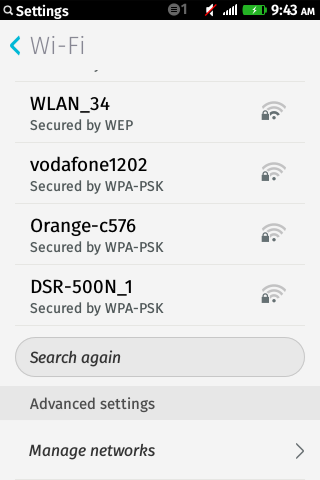 Settings
1
9:43 AM
Wi-Fi
WLAN_34
Secured by WEP
vodafone1202
Secured by WPA-PSK
Orange-c576
Secured by WPA-PSK
DSR-500N_1
Secured by WPA-PSK
Search again
Advanced settings
Manage networks